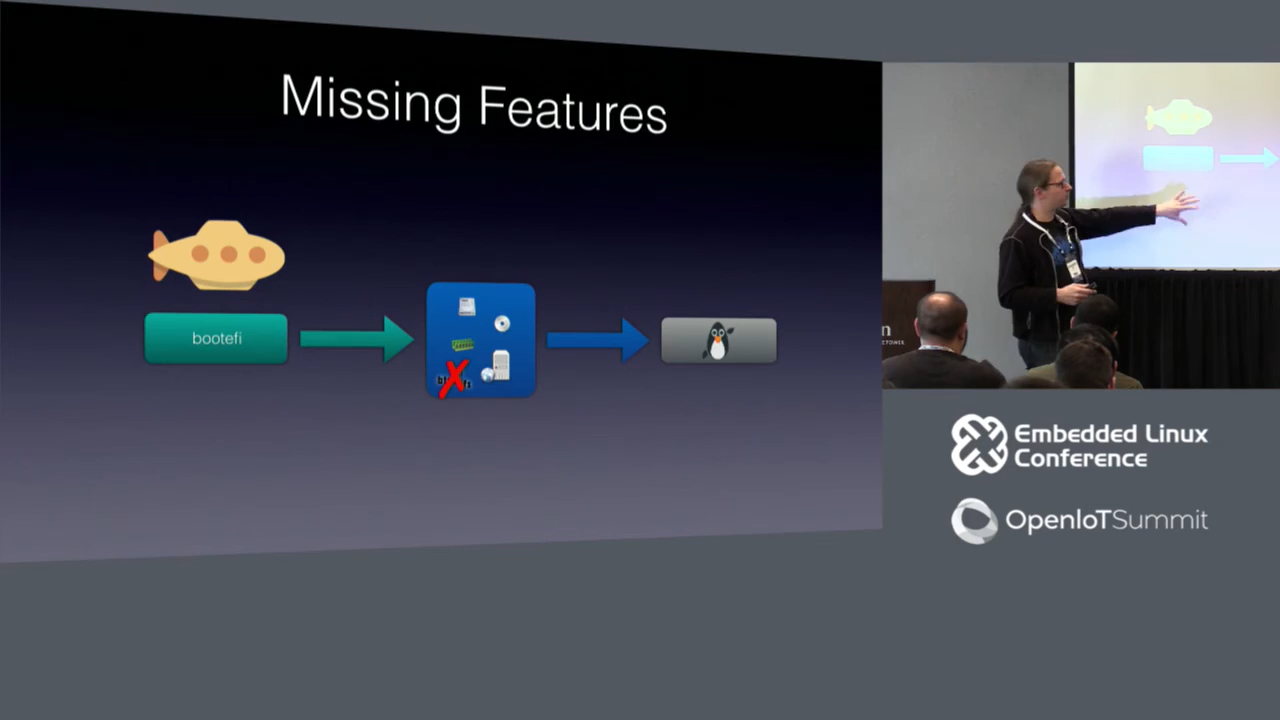 Missing Features
bootefi
Embedded Linux
Conference
OpenIoTSummit